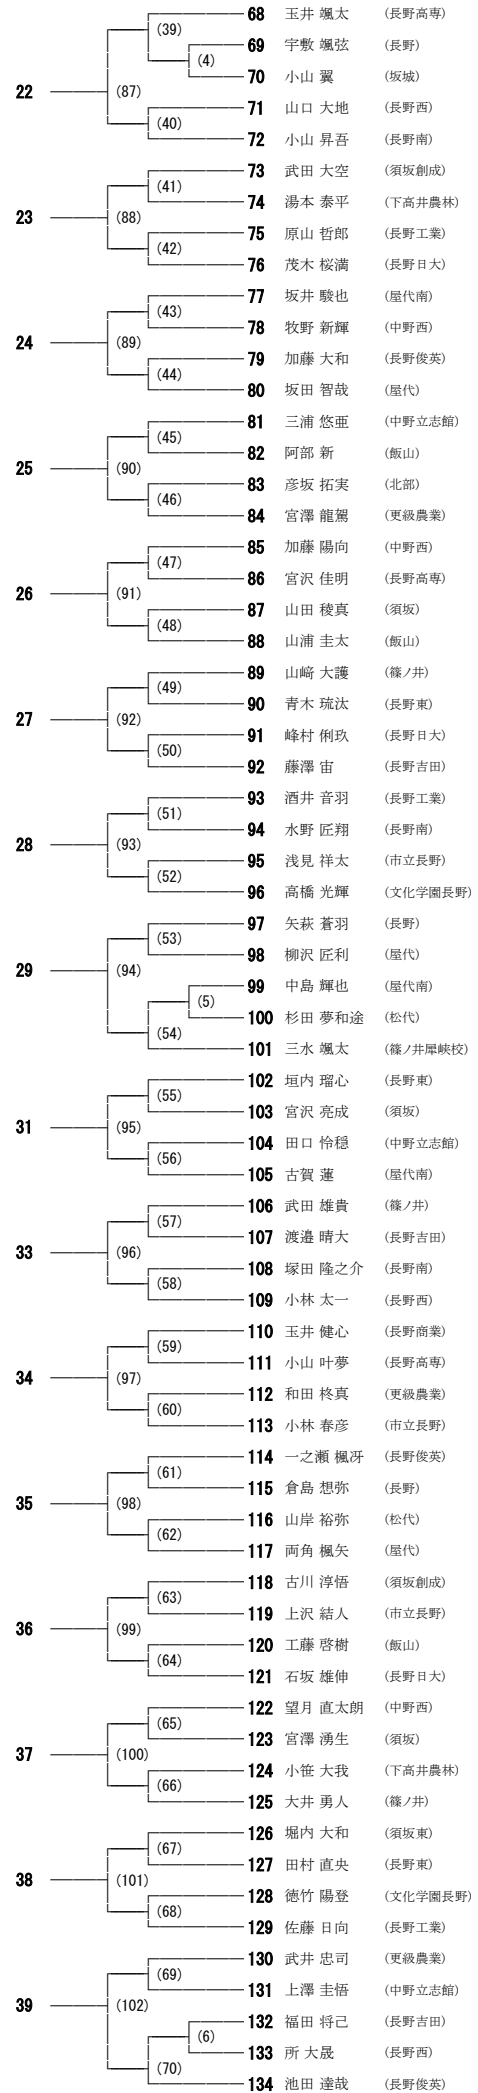 68 玉井 颯太 (長野高専)
(39)
69 宇敷 颯弦 (長野)
(4)
70 小山 翼 (坂城)
22 (87)
71 山口 大地 (長野西)
(40)
72 小山 昇吾 (長野南)
73 武田 大空 (須坂創成)
(41)
74 湯本 泰平 (下高井農林)
23 (88)
75 原山 哲郎 (長野工業)
(42)
76 茂木 桜満 (長野日大)
77 坂井 駿也 (屋代南)
(43)
78 牧野 新輝 (中野西)
24 (89)
79 加藤 大和 (長野俊英)
(44)
80 坂田 智哉 (屋代)
81 三浦 悠亜 (中野立志館)
(45)
82 阿部 新 (飯山)
25 (90)
83 彦坂 拓実 (北部)
(46)
84 宮澤 龍駕 (更級農業)
85 加藤 陽向 (中野西)
(47)
86 宮沢 佳明 (長野高専)
26 (91)
87 山田 稜真 (須坂)
(48)
88 山浦 圭太 (飯山)
89 山﨑 大護 (篠ノ井)
(49)
90 青木 琉汰 (長野東)
27 (92)
91 峰村 俐玖 (長野日大)
(50)
92 藤澤 宙 (長野吉田)
93 酒井 音羽 (長野工業)
(51)
94 水野 匠翔 (長野南)
28 (93)
95 浅見 祥太 (市立長野)
(52)
96 高橋 光輝 (文化学園長野)
97 矢萩 蒼羽 (長野)
(53)
98 柳沢 匠利 (屋代)
29 (94)
99 中島 輝也 (屋代南)
(5)
100 杉田 夢和途 (松代)
(54)
101 三水 颯太 (篠ノ井犀峡校)
102 垣内 瑠心 (長野東)
(55)
103 宮沢 亮成 (須坂)
31 (95)
104 田口 怜穏 (中野立志館)
(56)
105 古賀 蓮 (屋代南)
106 武田 雄貴 (篠ノ井)
(57)
107 渡邉 晴大 (長野吉田)
33 (96)
108 塚田 隆之介 (長野南)
(58)
109 小林 太一 (長野西)
110 玉井 健心 (長野商業)
(59)
111 小山 叶夢 (長野高専)
34 (97)
112 和田 柊真 (更級農業)
(60)
113 小林 春彦 (市立長野)
114 一之瀬 楓冴 (長野俊英)
(61)
115 倉島 想弥 (長野)
35 (98)
116 山岸 裕弥 (松代)
(62)
117 両角 楓矢 (屋代)
118 古川 淳悟 (須坂創成)
(63)
119 上沢 結人 (市立長野)
36 (99)
120 工藤 啓樹 (飯山)
(64)
121 石坂 雄伸 (長野日大)
122 望月 直太朗 (中野西)
(65)
123 宮澤 湧生 (須坂)
37 (100)
124 小笹 大我 (下高井農林)
(66)
125 大井 勇人 (篠ノ井)
126 堀内 大和 (須坂東)
(67)
127 田村 直央 (長野東)
38 (101)
128 徳竹 陽登 (文化学園長野)
(68)
129 佐藤 日向 (長野工業)
130 武井 忠司 (更級農業)
(69)
131 上澤 圭悟 (中野立志館)
39 (102)
132 福田 将己 (長野吉田)
(6)
133 所 大晟 (長野西)
(70)
134 池田 達哉 (長野俊英)